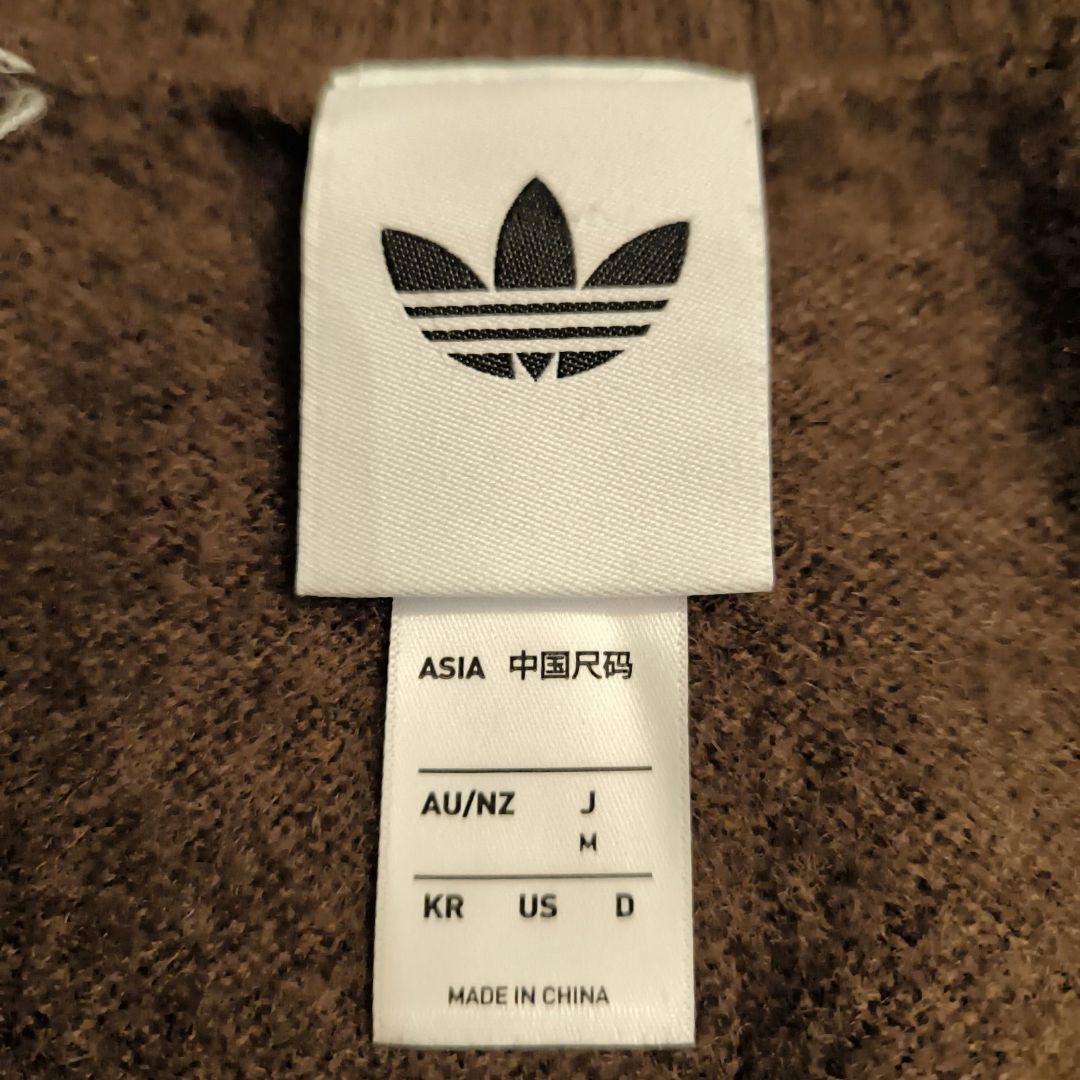 ASIA 中国尺码
AU/NZ J
M
KR US D
MADE IN CHINA